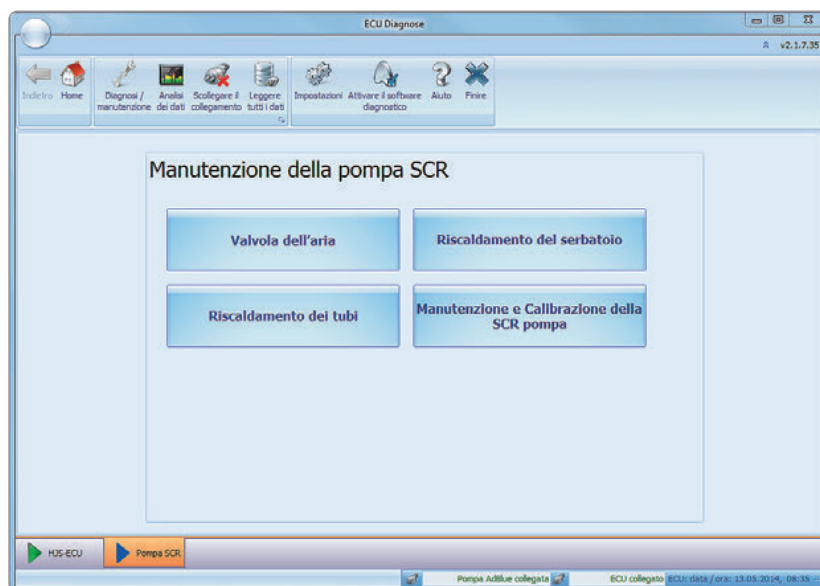 ECU Diagnose
v2.1.7.35
Indietro Home Diagnosi / manutenzione Analisi dei dati Scollegare il collegamento Leggere tutti i dati Impostazioni Attivare il software diagnostico Aiuto Finire
Manutenzione della pompa SCR
Valvola dell'aria
Riscaldamento del serbatoio
Riscaldamento dei tubi
Manutenzione e Calibrazione della
SCR pompa
HJS-ECU
Pompa SCR
Pompa AdBlue collegata ECU collegato ECU: data / ora: 13.05.2014, 08:35